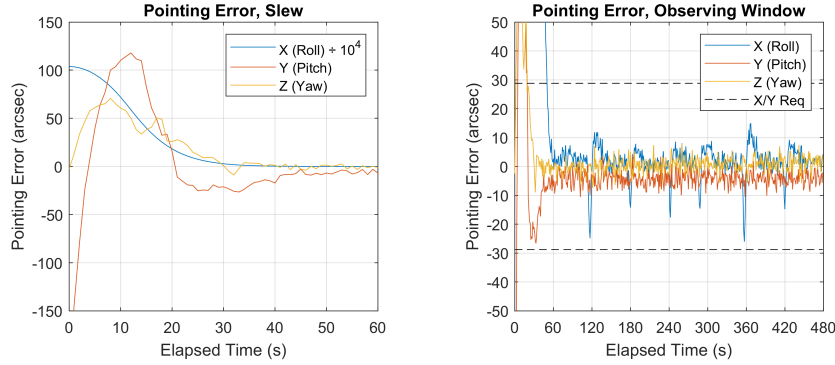 Pointing Error, Slew
X (Roll) ÷ 10^4
Y (Pitch)
Z (Yaw)
150
100
50
0
-50
-100
-150
0 10 20 30 40 50 60
Pointing Error (arcsec)
Elapsed Time (s)
Pointing Error, Observing Window
X (Roll)
Y (Pitch)
Z (Yaw)
X/Y Req
50
40
30
20
10
0
-10
-20
-30
-40
-50
0 60 120 180 240 300 360 420 480
Pointing Error (arcsec)
Elapsed Time (s)